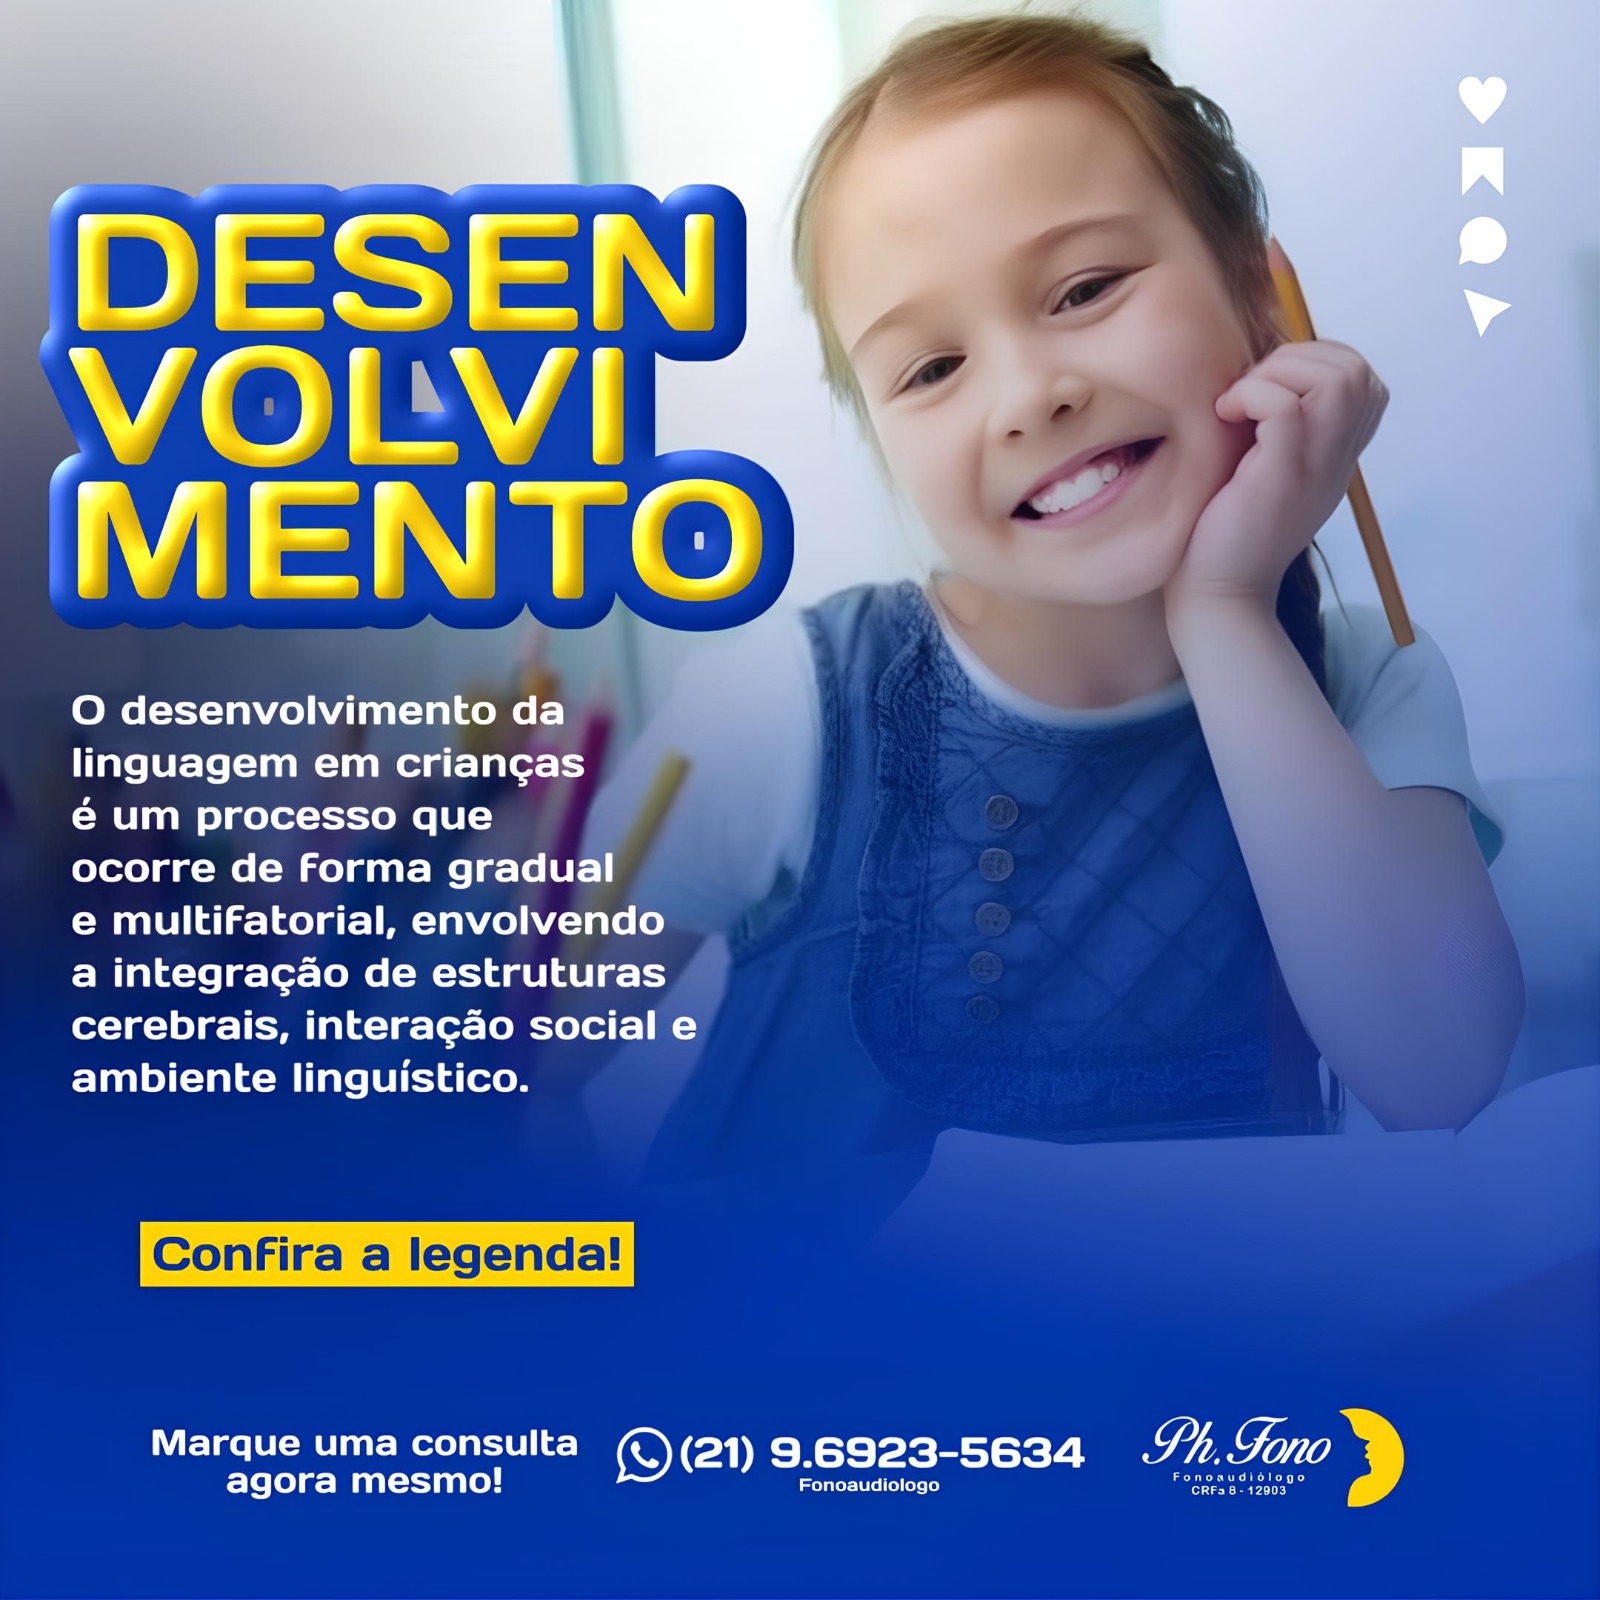 DESEN
VOLVI
MENTO
O desenvolvimento da
linguagem em crianças
é um processo que
ocorre de forma gradual
e multifatorial, envolvendo
a integração de estruturas
cerebrais, interação social e
ambiente linguístico.
Confira a legenda!
Marque uma consulta
agora mesmo!
(21) 9.6923-5634
Fonoaudiologo
Ph. Fono
Fonoaudiólogo
CRFa 8 - 12903